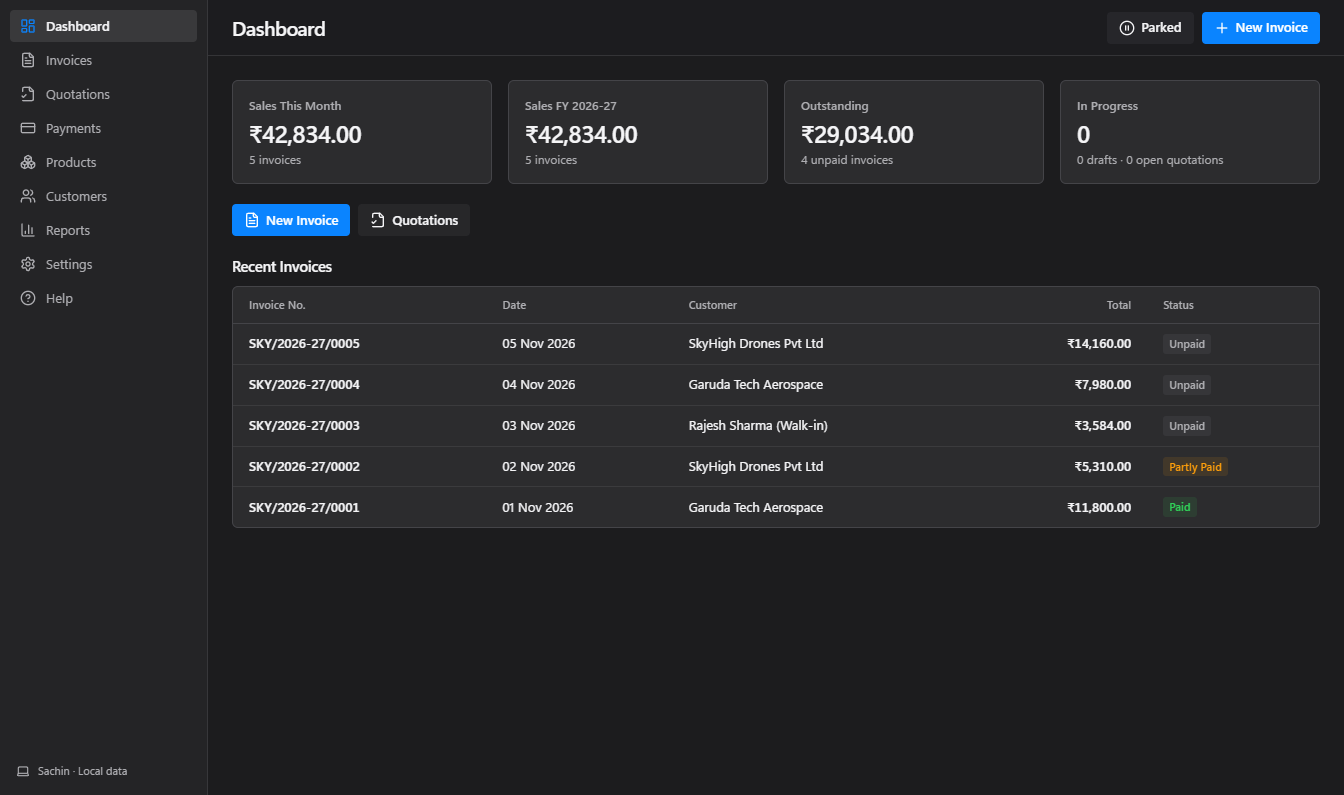 Dashboard
Invoices
Quotations
Payments
Products
Customers
Reports
Settings
Help
Sachin · Local data
Dashboard
Parked
New Invoice
Sales This Month
₹42,834.00
5 invoices
Sales FY 2026-27
₹42,834.00
5 invoices
Outstanding
₹29,034.00
4 unpaid invoices
In Progress
0
0 drafts · 0 open quotations
New Invoice
Quotations
Recent Invoices
Invoice No. Date Customer Total Status
SKY/2026-27/0005 05 Nov 2026 SkyHigh Drones Pvt Ltd ₹14,160.00 Unpaid
SKY/2026-27/0004 04 Nov 2026 Garuda Tech Aerospace ₹7,980.00 Unpaid
SKY/2026-27/0003 03 Nov 2026 Rajesh Sharma (Walk-in) ₹3,584.00 Unpaid
SKY/2026-27/0002 02 Nov 2026 SkyHigh Drones Pvt Ltd ₹5,310.00 Partly Paid
SKY/2026-27/0001 01 Nov 2026 Garuda Tech Aerospace ₹11,800.00 Paid